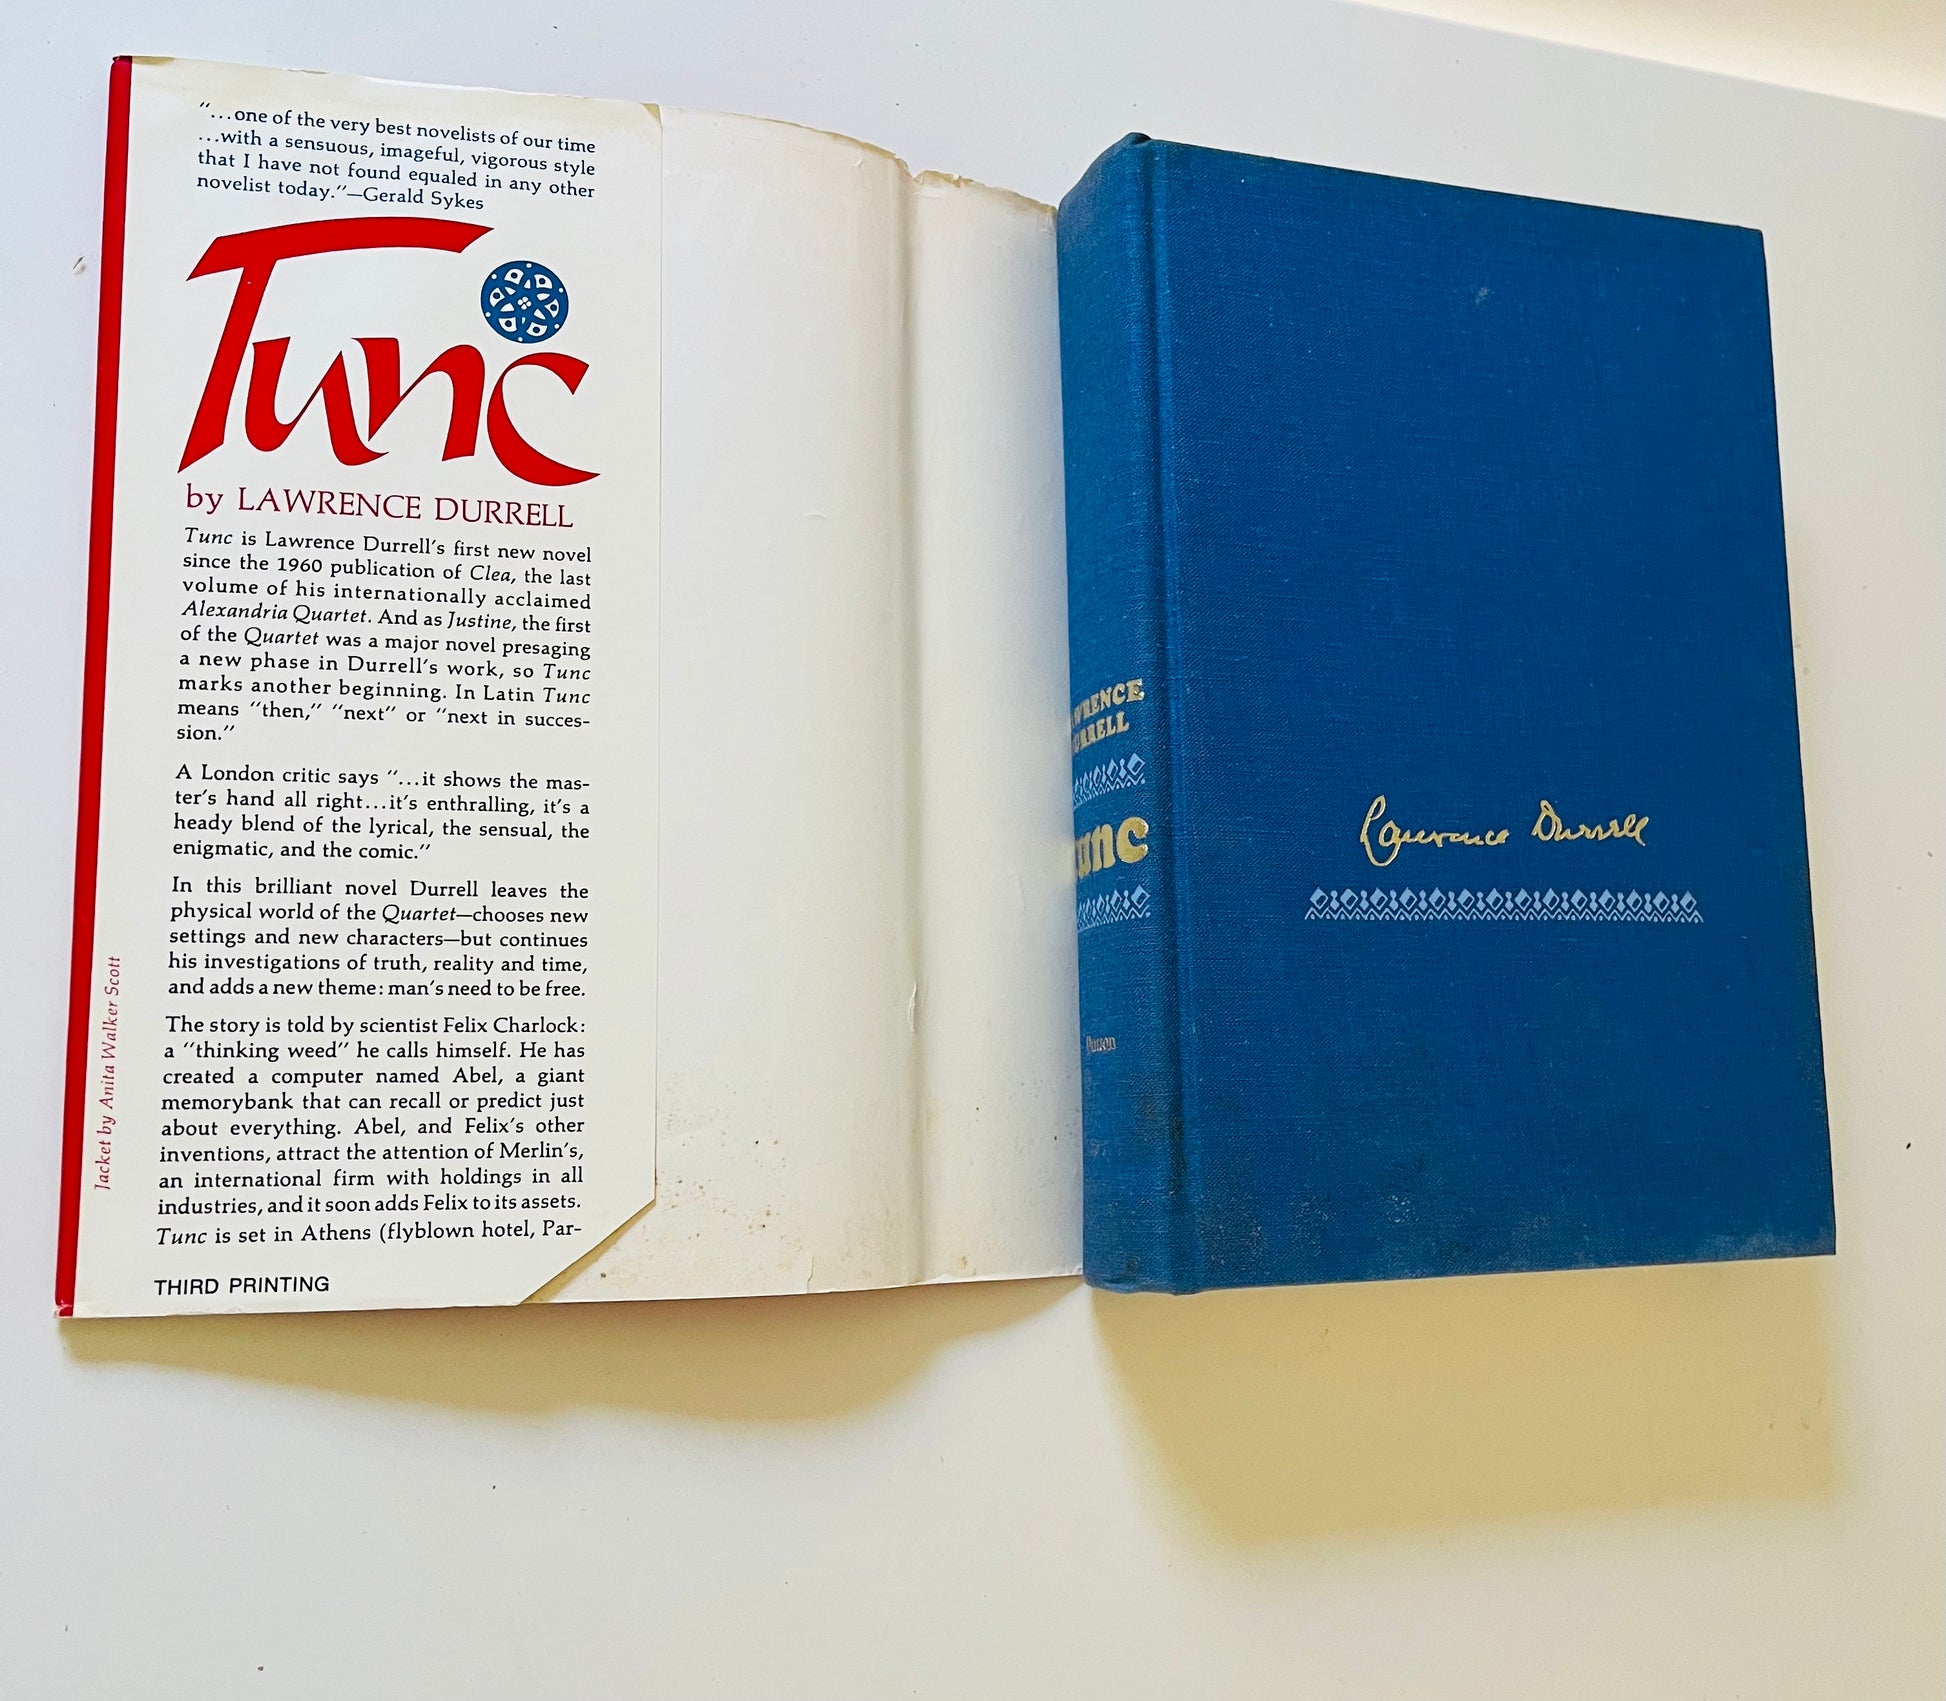 “...one of the very best novelists of our time
...with a sensuous, imageful, vigorous style
that I have not found equaled in any other
novelist today.”—Gerald Sykes
Tunc
by LAWRENCE DURRELL
Tunc is Lawrence Durrell’s first new novel
since the 1960 publication of Clea, the last
volume of his internationally acclaimed
Alexandria Quartet. And as Justine, the first
of the Quartet was a major novel presaging
a new phase in Durrell’s work, so Tunc
marks another beginning. In Latin Tunc
means “then,” “next” or “next in succes-
sion.”
A London critic says “...it shows the mas-
ter’s hand all right...it’s enthralling, it’s a
heady blend of the lyrical, the sensual, the
enigmatic, and the comic.”
In this brilliant novel Durrell leaves the
physical world of the Quartet—chooses new
settings and new characters—but continues
his investigations of truth, reality and time,
and adds a new theme: man’s need to be free.
The story is told by scientist Felix Charlock:
a “thinking weed” he calls himself. He has
created a computer named Abel, a giant
memorybank that can recall or predict just
about everything. Abel, and Felix’s other
inventions, attract the attention of Merlin’s,
an international firm with holdings in all
industries, and it soon adds Felix to its assets.
Tunc is set in Athens (flyblown hotel, Par-
THIRD PRINTING
Jacket by Anita Walker Scott
WRENCE
URRELL
unc
Lawrence Durrell